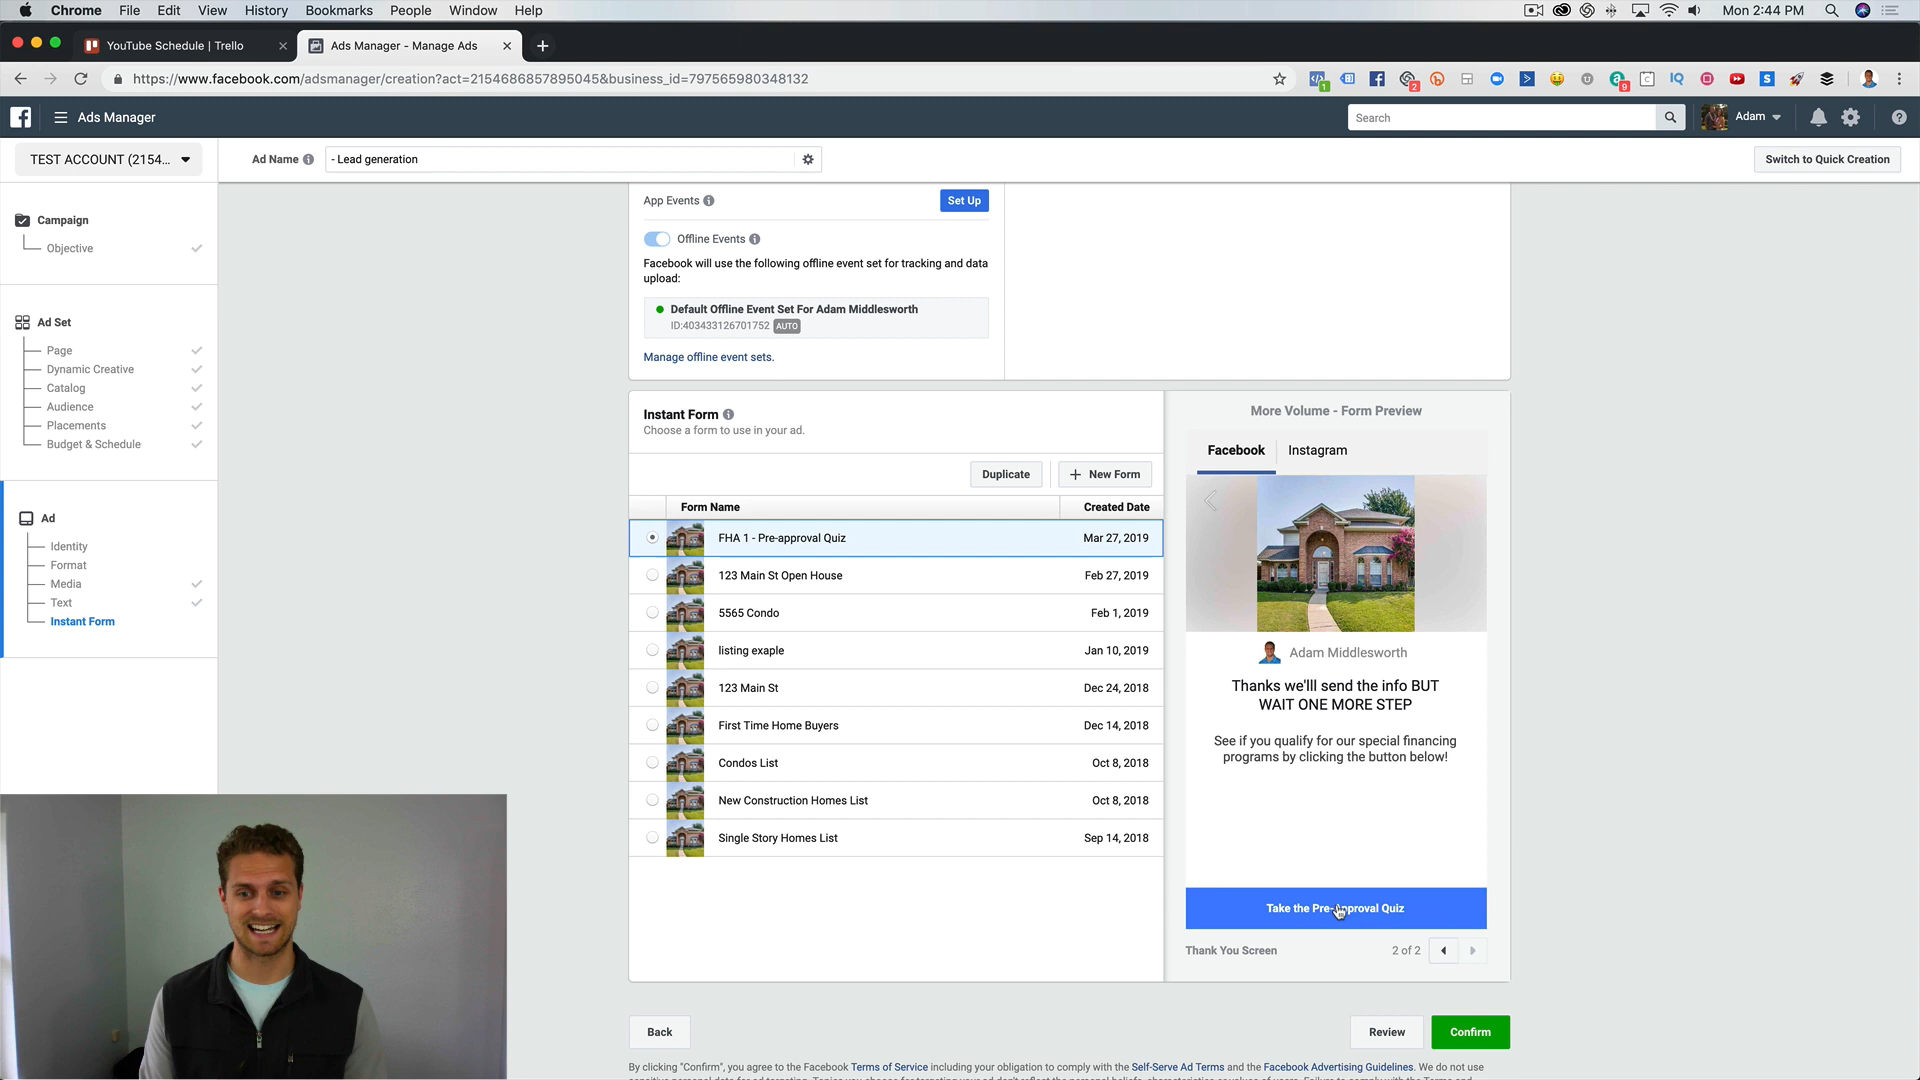 Chrome File Edit View History Bookmarks People Window Help Mon 2:44 PM
YouTube Schedule | Trello Ads Manager - Manage Ads
https://www.facebook.com/adsmanager/creation?act=2154686857895045&business_id=797565980348132
Ads Manager Search Adam
TEST ACCOUNT (2154... Ad Name - Lead generation Switch to Quick Creation
Campaign
Objective
Ad Set
Page
Dynamic Creative
Catalog
Audience
Placements
Budget & Schedule
Ad
Identity
Format
Media
Text
Instant Form
App Events Set Up
Offline Events
Facebook will use the following offline event set for tracking and data
upload:
Default Offline Event Set For Adam Middlesworth
ID:403433126701752 AUTO
Manage offline event sets.
Instant Form
Choose a form to use in your ad.
Duplicate New Form
Form Name Created Date
FHA 1 - Pre-approval Quiz Mar 27, 2019
123 Main St Open House Feb 27, 2019
5565 Condo Feb 1, 2019
listing exaple Jan 10, 2019
123 Main St Dec 24, 2018
First Time Home Buyers Dec 14, 2018
Condos List Oct 8, 2018
New Construction Homes List Oct 8, 2018
Single Story Homes List Sep 14, 2018
More Volume - Form Preview
Facebook Instagram
Adam Middlesworth
Thanks we'lll send the info BUT
WAIT ONE MORE STEP
See if you qualify for our special financing
programs by clicking the button below!
Take the Pre-approval Quiz
Thank You Screen 2 of 2
Back Review Confirm
By clicking "Confirm", you agree to the Facebook Terms of Service including your obligation to comply with the Self-Serve Ad Terms and the Facebook Advertising Guidelines. We do not use